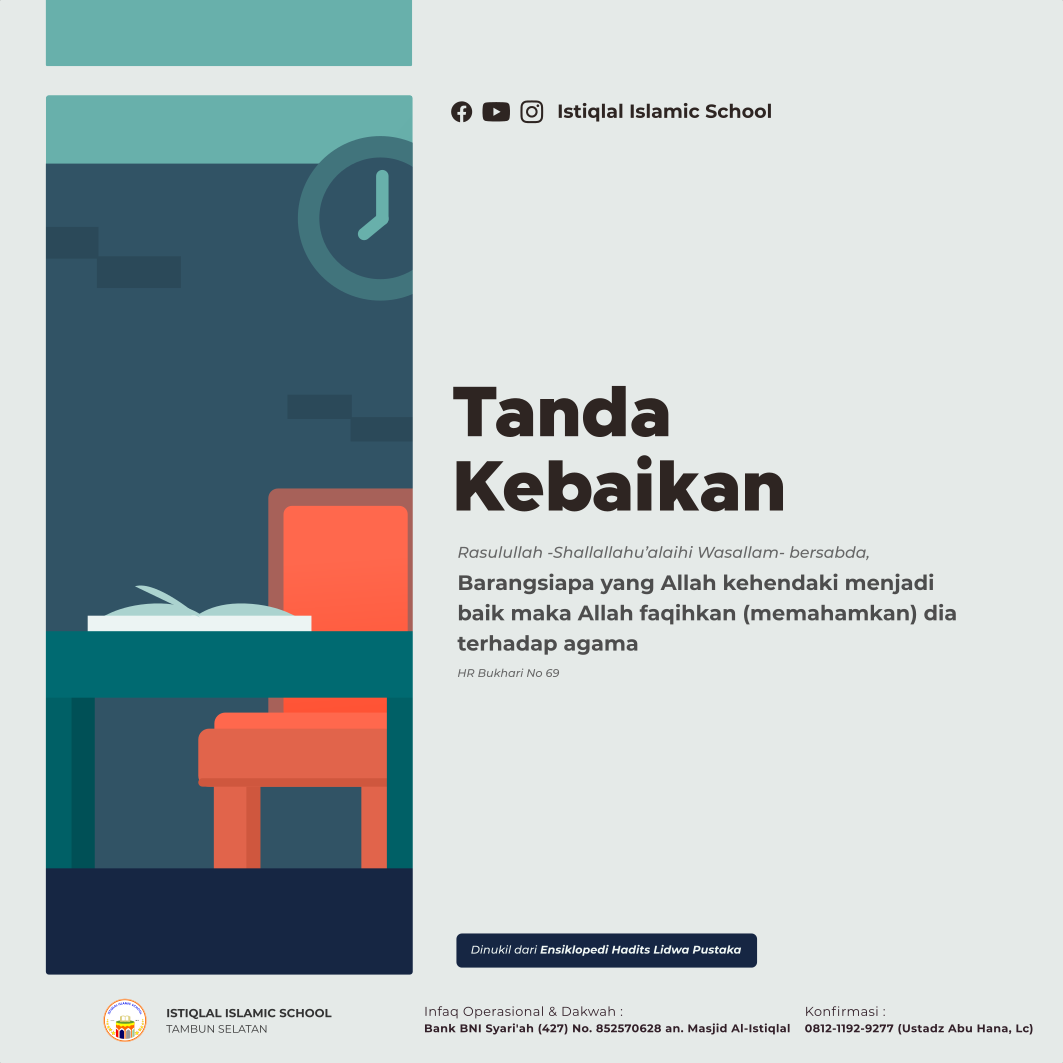 Istiqlal Islamic School
Tanda
Kebaikan
Rasulullah -Shallallahu’alaihi Wasallam- bersabda,
Barangsiapa yang Allah kehendaki menjadi
baik maka Allah faqihkan (memahamkan) dia
terhadap agama
HR Bukhari No 69
Dinukil dari Ensiklopedi Hadits Lidwa Pustaka
ISTIQLAL ISLAMIC SCHOOL
TAMBUN SELATAN
Infaq Operasional & Dakwah :
Bank BNI Syari'ah (427) No. 852570628 an. Masjid Al-Istiqlal
Konfirmasi :
0812-1192-9277 (Ustadz Abu Hana, Lc)